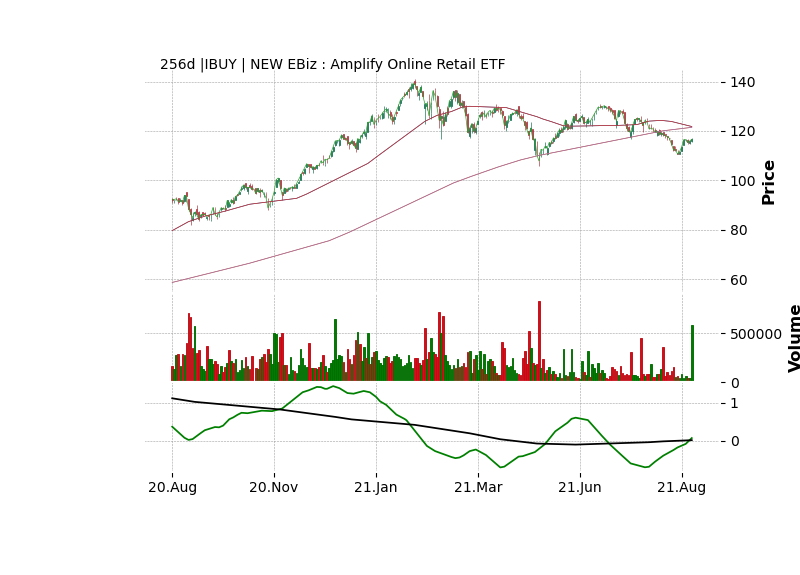 256d |IBUY | NEW EBiz : Amplify Online Retail ETF
140
120
100
80
60
Price
500000
0
Volume
1
0
20.Aug
20.Nov
21.Jan
21.Mar
21.Jun
21.Aug